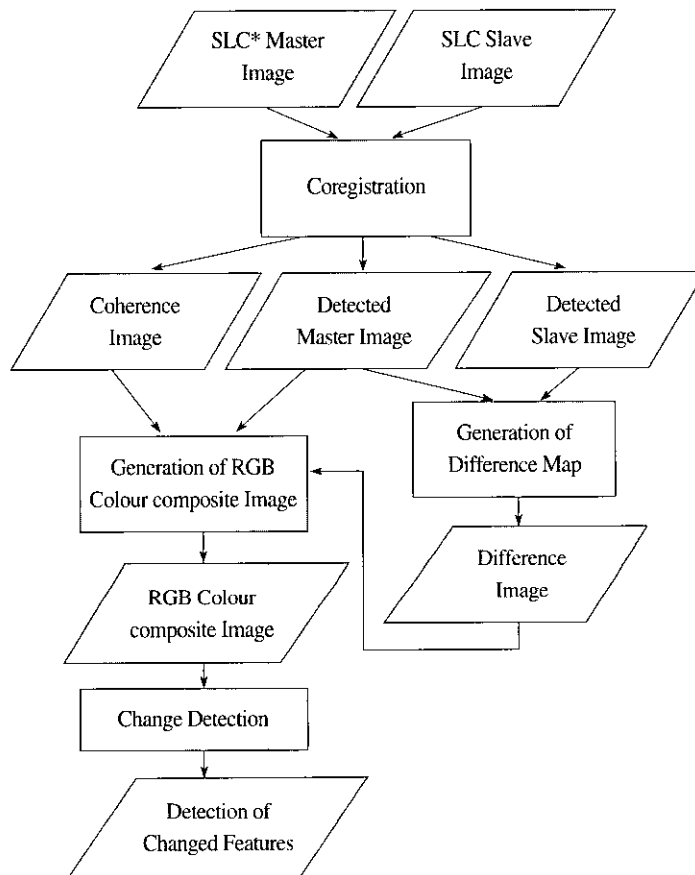 SLC* Master
Image
SLC Slave
Image
Coregistration
Coherence
Image
Detected
Master Image
Detected
Slave Image
Generation of RGB
Colour composite Image
Generation of
Difference Map
RGB Colour
composite Image
Difference
Image
Change Detection
Detection of
Changed Features